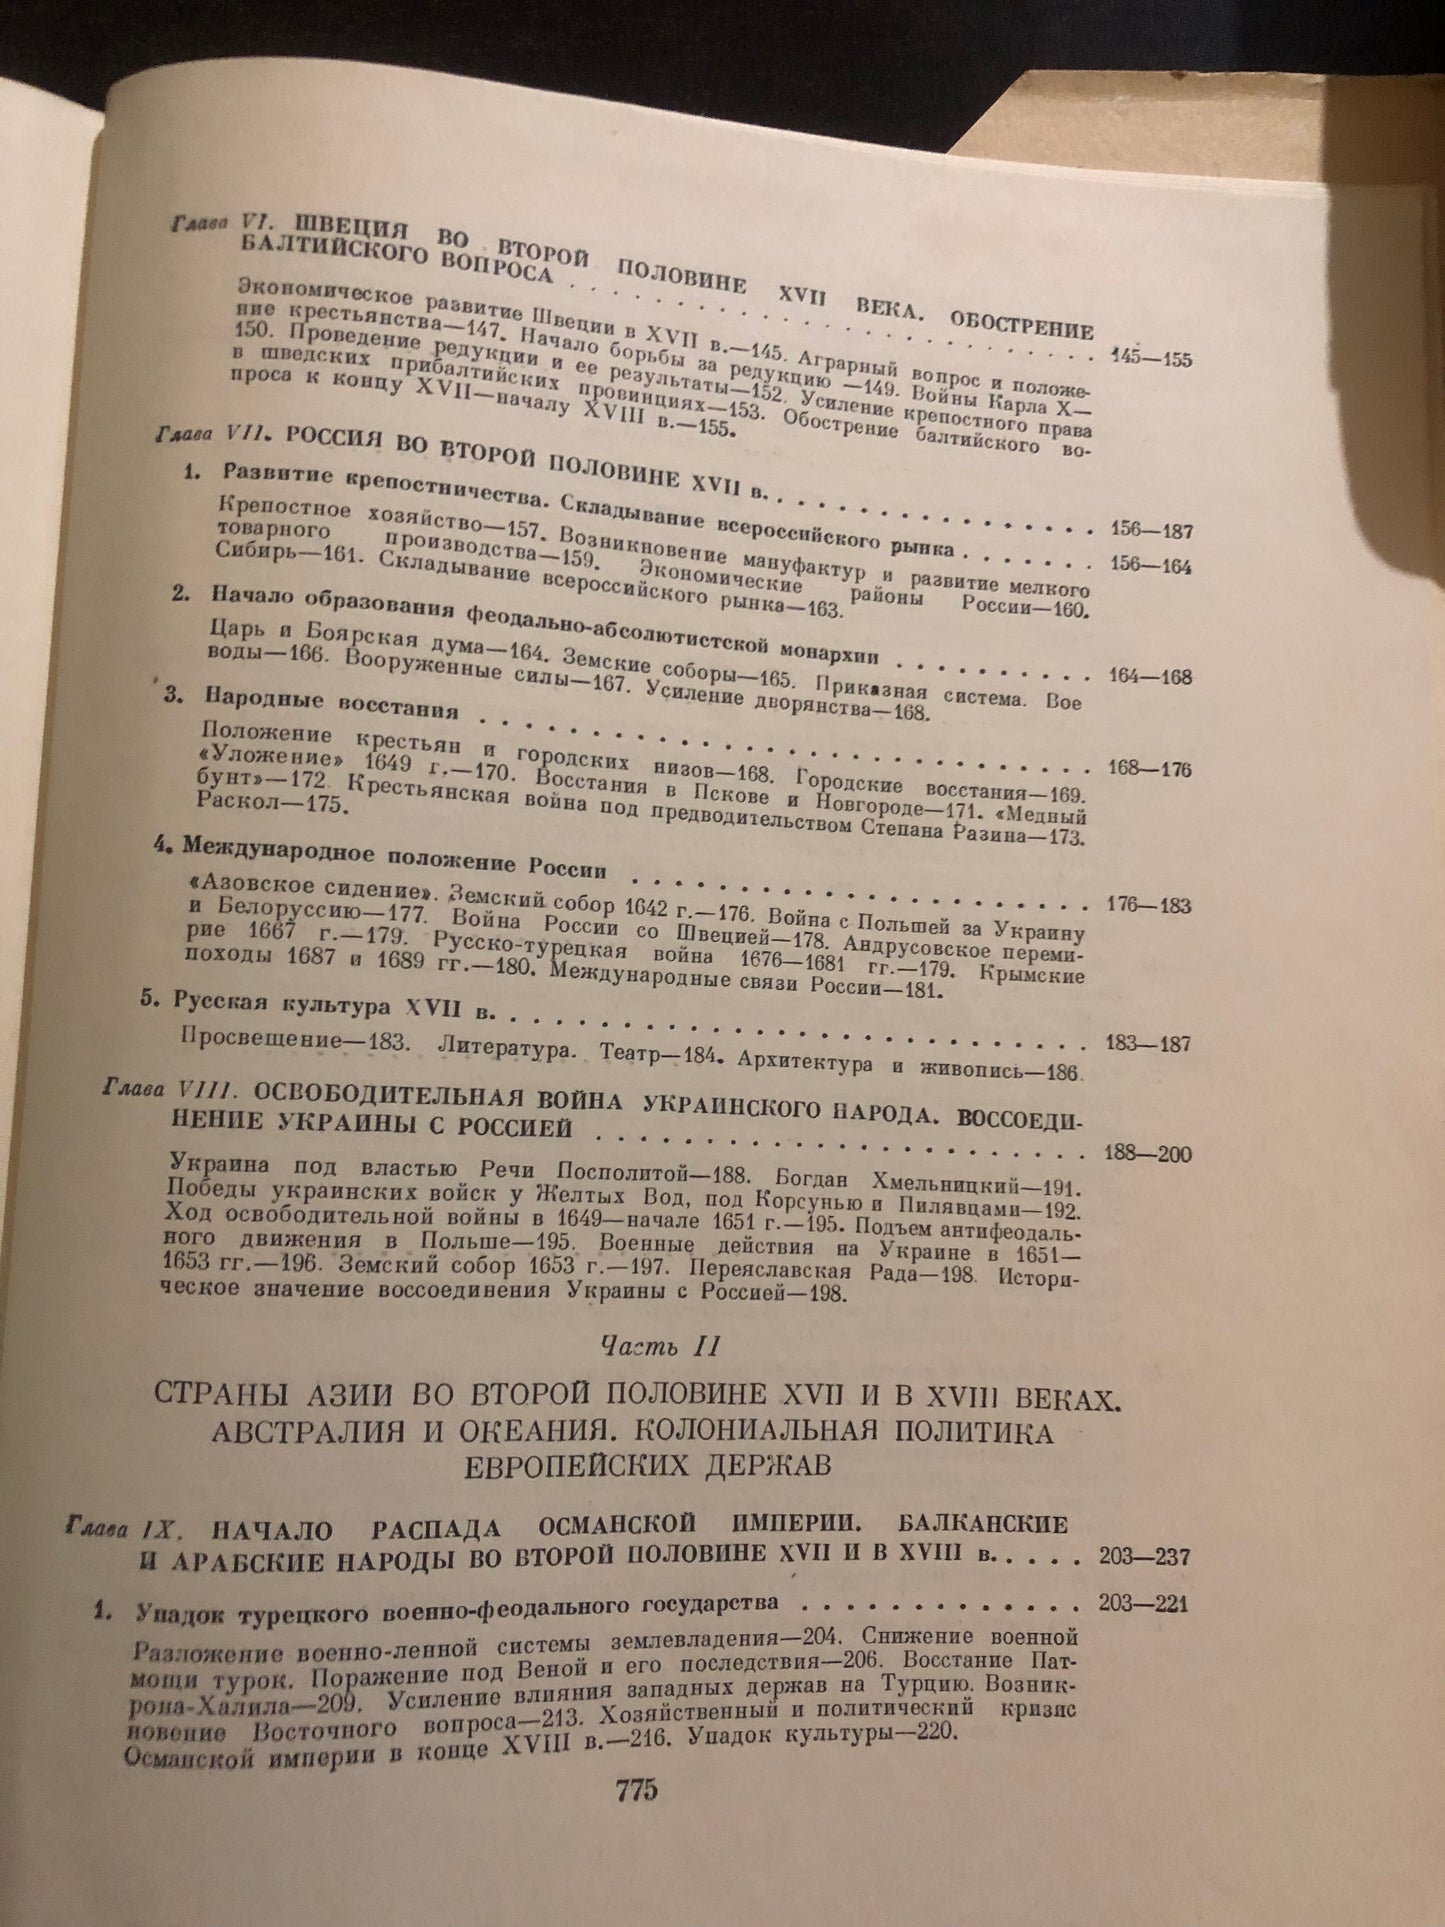 Глава VI. ШВЕЦИЯ ВО ВТОРОЙ ПОЛОВИНЕ XVII ВЕКА. ОБОСТРЕНИЕ
БАЛТИЙСКОГО ВОПРОСА . . . . . . . . . . . . . . . . . . . 145—155
Экономическое развитие Швеции в XVII в.—145. Аграрный вопрос и положе-
ние крестьянства—147. Начало борьбы за редукцию —149. Войны Карла X—
150. Проведение редукции и ее результаты—152. Усиление крепостного права
в шведских прибалтийских провинциях—153. Обострение балтийского во-
проса к концу XVII—началу XVIII в.—155.
Глава VII. РОССИЯ ВО ВТОРОЙ ПОЛОВИНЕ XVII в. . . . . . . . . . . . . . . 156—187
1. Развитие крепостничества. Складывание всероссийского рынка . . . . . . 156—164
Крепостное хозяйство—157. Возникновение мануфактур и развитие мелкого
товарного производства—159. Экономические районы России—160.
Сибирь—161. Складывание всероссийского рынка—163.
2. Начало образования феодально-абсолютистской монархии . . . . . . . . . 164—168
Царь и Боярская дума—164. Земские соборы—165. Приказная система. Вое
воды—166. Вооруженные силы—167. Усиление дворянства—168.
3. Народные восстания . . . . . . . . . . . . . . . . . . . . . . . 168—176
Положение крестьян и городских низов—168. Городские восстания—169.
«Уложение» 1649 г.—170. Восстания в Пскове и Новгороде—171. «Медный
бунт»—172. Крестьянская война под предводительством Степана Разина—173.
Раскол—175.
4. Международное положение России . . . . . . . . . . . . . . . . . 176—183
«Азовское сидение». Земский собор 1642 г.—176. Война с Польшей за Украину
и Белоруссию—177. Война России со Швецией—178. Андрусовское переми-
рие 1667 г.—179. Русско-турецкая война 1676—1681 гг.—179. Крымские
походы 1687 и 1689 гг.—180. Международные связи России—181.
5. Русская культура XVII в. . . . . . . . . . . . . . . . . . . . . . 183—187
Просвещение—183. Литература. Театр—184. Архитектура и живопись—186.
Глава VIII. ОСВОБОДИТЕЛЬНАЯ ВОЙНА УКРАИНСКОГО НАРОДА. ВОССОЕДИ-
НЕНИЕ УКРАИНЫ С РОССИЕЙ . . . . . . . . . . . . . . . . . . 188—200
Украина под властью Речи Посполитой—188. Богдан Хмельницкий—191.
Победы украинских войск у Желтых Вод, под Корсунью и Пилявцами—192.
Ход освободительной войны в 1649—начале 1651 г.—195. Подъем антифеодаль-
ного движения в Польше—195. Военные действия на Украине в 1651—
1653 гг.—196. Земский собор 1653 г.—197. Переяславская Рада—198. Истори-
ческое значение воссоединения Украины с Россией—198.
Часть II
СТРАНЫ АЗИИ ВО ВТОРОЙ ПОЛОВИНЕ XVII И В XVIII ВЕКАХ.
АВСТРАЛИЯ И ОКЕАНИЯ. КОЛОНИАЛЬНАЯ ПОЛИТИКА
ЕВРОПЕЙСКИХ ДЕРЖАВ
Глава IX. НАЧАЛО РАСПАДА ОСМАНСКОЙ ИМПЕРИИ. БАЛКАНСКИЕ
И АРАБСКИЕ НАРОДЫ ВО ВТОРОЙ ПОЛОВИНЕ XVII И В XVIII в. . . . . 203—237
1. Упадок турецкого военно-феодального государства . . . . . . . . . . . . . 203—221
Разложение военно-ленной системы землевладения—204. Снижение военной
мощи турок. Поражение под Веной и его последствия—206. Восстание Пат-
рона-Халила—209. Усиление влияния западных держав на Турцию. Возник-
новение Восточного вопроса—213. Хозяйственный и политический кризис
Османской империи в конце XVIII в.—216. Упадок культуры—220.
775